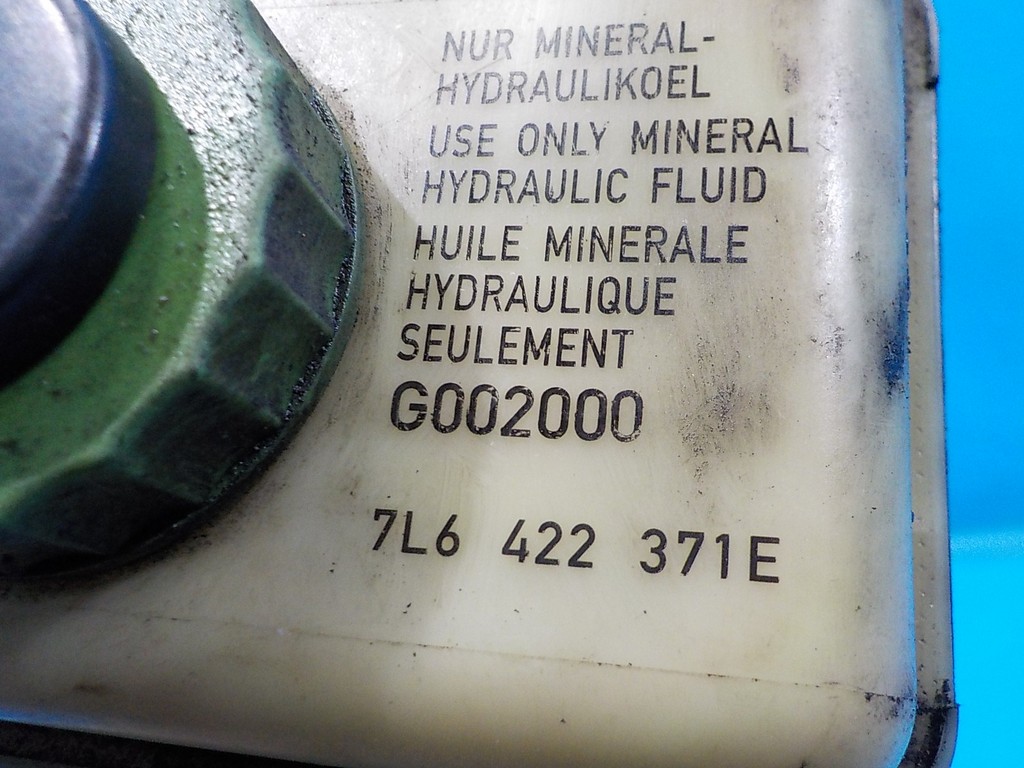 NUR MINERAL-
HYDRAULIKOEL
USE ONLY MINERAL
HYDRAULIC FLUID
HUILE MINERALE
HYDRAULIQUE
SEULEMENT
G002000
7L6 422 371E